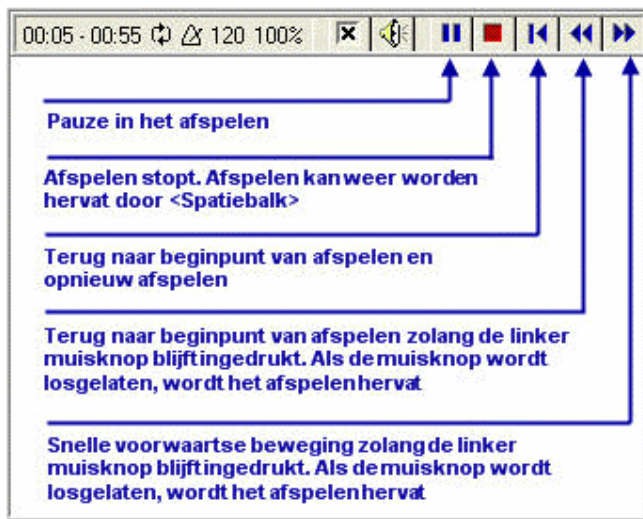 00:05 - 00:55 120 100%
Pauze in het afspelen
Afspelen stopt. Afspelen kan weer worden
hervat door <Spatiebalk>
Terug naar beginpunt van afspelen en
opnieuw afspelen
Terug naar beginpunt van afspelen zolang de linker
muisknop blijft ingedrukt. Als de muisknop wordt
losgelaten, wordt het afspelen hervat
Snelle voorwaartse beweging zolang de linker
muisknop blijft ingedrukt. Als de muisknop wordt
losgelaten, wordt het afspelen hervat